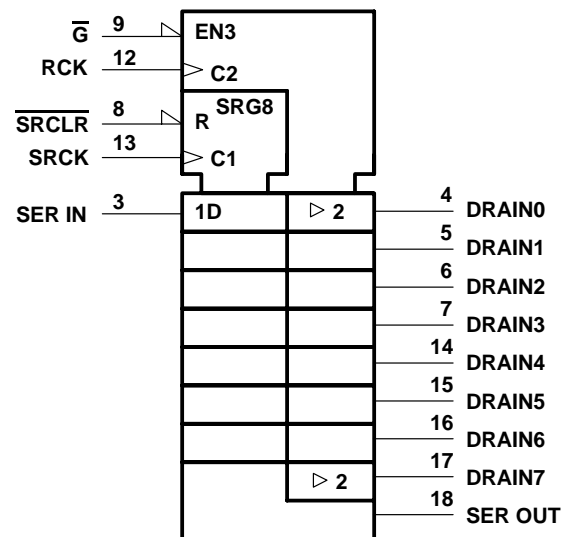 G̅ 9 EN3
RCK 12 C2
SRG8
S̅R̅C̅L̅R̅ 8 R
SRCK 13 C1
SER IN 3 1D 2 4 DRAIN0
5 DRAIN1
6 DRAIN2
7 DRAIN3
14 DRAIN4
15 DRAIN5
16 DRAIN6
2 17 DRAIN7
18 SER OUT